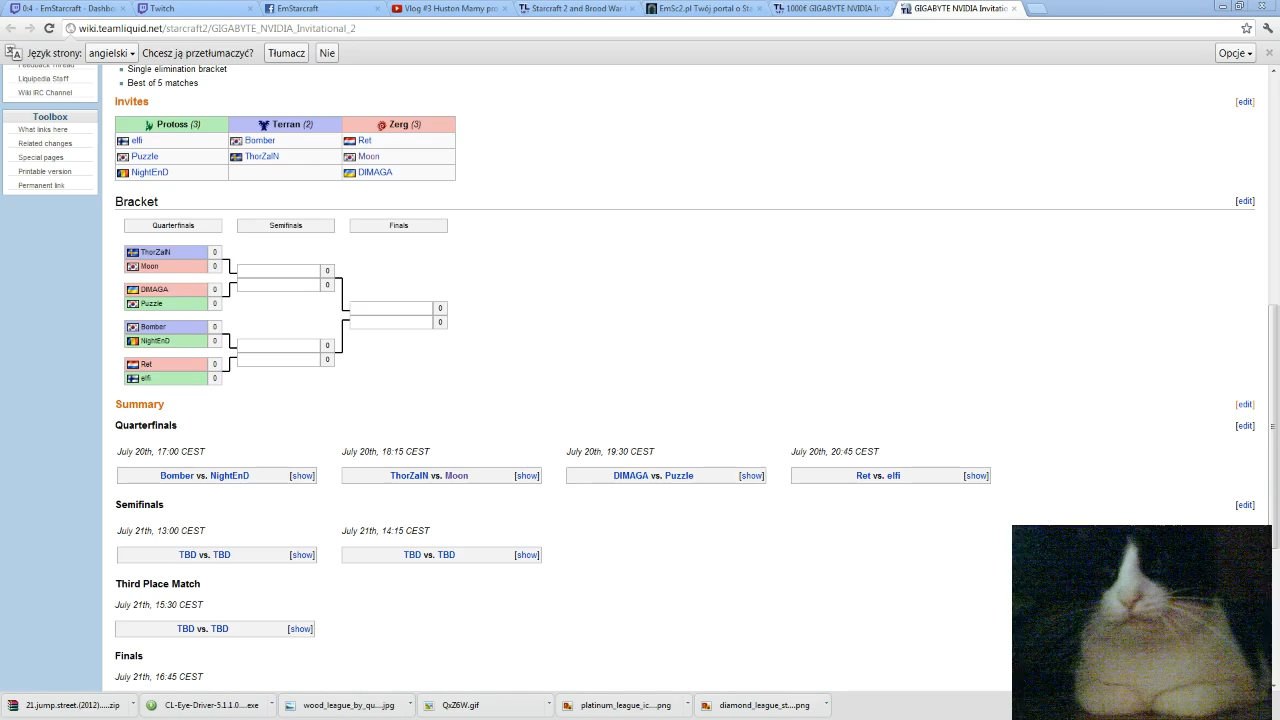 0:4 - EmStarcraft - Dashbo...
Twitch
EmStarcraft
Vlog #3 Huston Mamy pro
Starcraft 2 and Brood War
EmSc2.pl Twój portal o Sta
1000€ GIGABYTE NVIDIA In
GIGABYTE NVIDIA Invitatio
wiki.teamliquid.net/starcraft2/GIGABYTE_NVIDIA_Invitational_2
Język strony: angielski Chcesz ją przetłumaczyć? Tłumacz Nie Opcje
Feedback Thread
Liquipedia Staff
Wiki IRC Channel
Toolbox
What links here
Related changes
Special pages
Printable version
Permanent link
Single elimination bracket
Best of 5 matches
Invites [edit]
Protoss (3) Terran (2) Zerg (3)
elfi Bomber Ret
Puzzle ThorZaIN Moon
NightEnD DIMAGA
Bracket [edit]
Quarterfinals Semifinals Finals
ThorZaIN 0
Moon 0
0
0
DIMAGA 0
Puzzle 0
0
0
Bomber 0
NightEnD 0
0
0
Ret 0
elfi 0
Summary [edit]
Quarterfinals [edit]
July 20th, 17:00 CEST July 20th, 18:15 CEST July 20th, 19:30 CEST July 20th, 20:45 CEST
Bomber vs. NightEnD [show] ThorZaIN vs. Moon [show] DIMAGA vs. Puzzle [show] Ret vs. elfi [show]
Semifinals [edit]
July 21th, 13:00 CEST July 21th, 14:15 CEST
TBD vs. TBD [show] TBD vs. TBD [show]
Third Place Match
July 21th, 15:30 CEST
TBD vs. TBD [show]
Finals
July 21th, 16:45 CEST
21.jump.street.(2012)....zip
CL-Eye-Driver-5.1.1.0....exe
wood_league_by_qu....jpg
QxZ6W.gif
platinum_league_ic....png
diamond_league_st....png